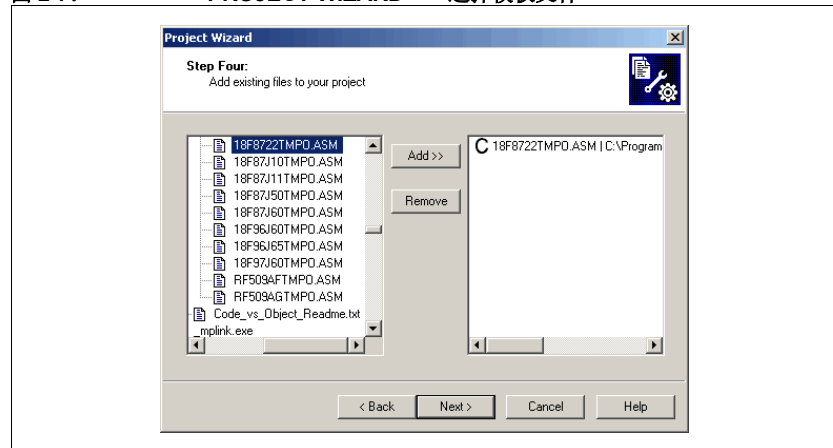 Project Wizard
Step Four:
Add existing files to your project
18F8722TMPO.ASM
18F87J10TMPO.ASM
18F87J11TMPO.ASM
18F87J50TMPO.ASM
18F87J60TMPO.ASM
18F96J60TMPO.ASM
18F96J65TMPO.ASM
18F97J60TMPO.ASM
RF509AFTMPO.ASM
RF509AGTMPO.ASM
Code_vs_Object_Readme.txt
_mplink.exe
Add >>
Remove
C 18F8722TMPO.ASM | C:\Program
< Back
Next >
Cancel
Help